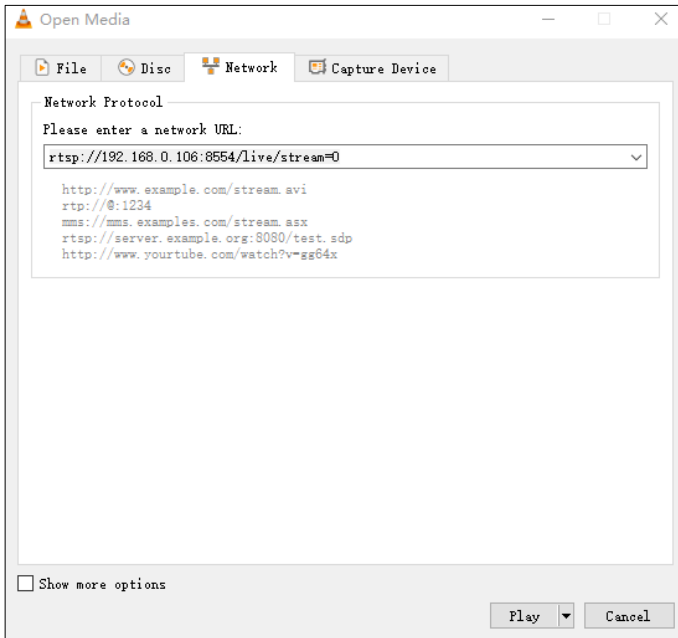 Open Media
File Disc Network Capture Device
Network Protocol
Please enter a network URL:
rtsp://192.168.0.106:8554/live/stream=0
http://www.example.com/stream.avi
rtp://@:1234
mms://mms.examples.com/stream.asx
rtsp://server.example.org:8080/test.sdp
http://www.yourtube.com/watch?v=gg64x
Show more options
Play Cancel